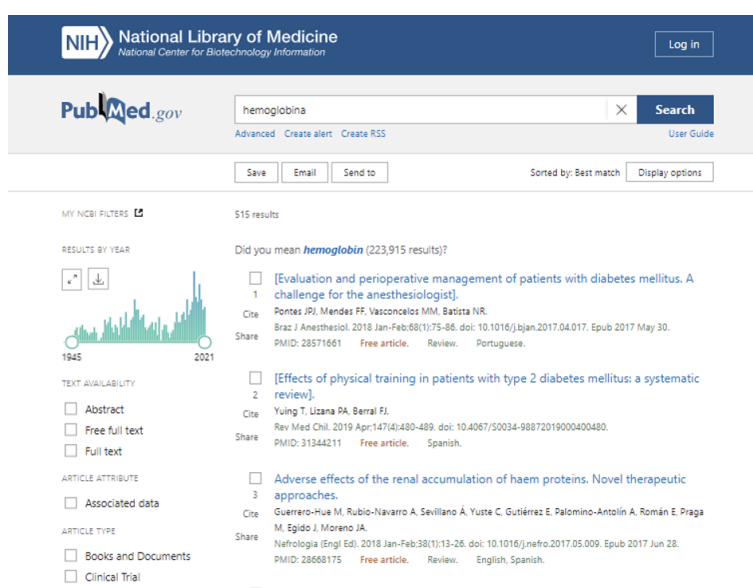 NIH National Library of Medicine
National Center for Biotechnology Information
Log in
PubMed.gov
hemoglobina
Search
Advanced Create alert Create RSS
User Guide
Save Email Send to
Sorted by: Best match Display options
MY NCBI FILTERS
515 results
RESULTS BY YEAR
Did you mean hemoglobin (223,915 results)?
1945 2021
TEXT AVAILABILITY
Abstract
Free full text
Full text
ARTICLE ATTRIBUTE
Associated data
ARTICLE TYPE
Books and Documents
Clinical Trial
1
Cite
Share
[Evaluation and perioperative management of patients with diabetes mellitus. A
challenge for the anesthesiologist].
Pontes JPJ, Mendes FF, Vasconcelos MM, Batista NR.
Braz J Anestesiol. 2018 Jan-Feb;68(1):75-86. doi: 10.1016/j.bjan.2017.04.017. Epub 2017 May 30.
PMID: 28571661 Free article. Review. Portuguese.
2
Cite
Share
[Effects of physical training in patients with type 2 diabetes mellitus: a systematic
review].
Yuing T, Lizana PA, Berral FJ.
Rev Med Chil. 2019 Apr;147(4):480-489. doi: 10.4067/S0034-98872019000400480.
PMID: 31344211 Free article. Spanish.
3
Cite
Share
Adverse effects of the renal accumulation of haem proteins. Novel therapeutic
approaches.
Guerrero-Hue M, Rubio-Navarro A, Sevillano Á, Yuste C, Gutiérrez E, Palomino-Antolín A, Román E, Praga
M, Egido J, Moreno JA.
Nefrologia (Engl Ed). 2018 Jan-Feb;38(1):13-26. doi: 10.1016/j.nefro.2017.05.009. Epub 2017 Jun 28.
PMID: 28668175 Free article. Review. English, Spanish.